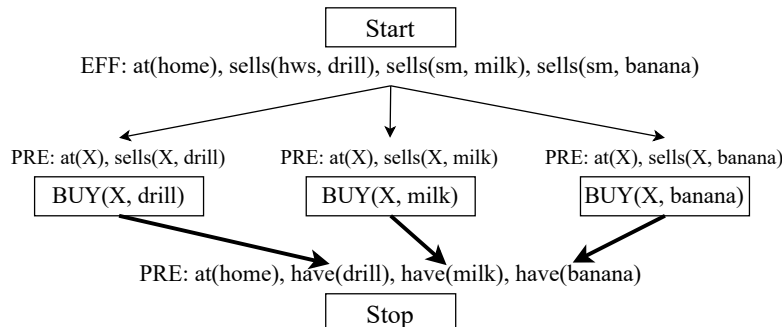 Start
EFF: at(home), sells(hws, drill), sells(sm, milk), sells(sm, banana)
PRE: at(X), sells(X, drill)
PRE: at(X), sells(X, milk)
PRE: at(X), sells(X, banana)
BUY(X, drill)
BUY(X, milk)
BUY(X, banana)
PRE: at(home), have(drill), have(milk), have(banana)
Stop